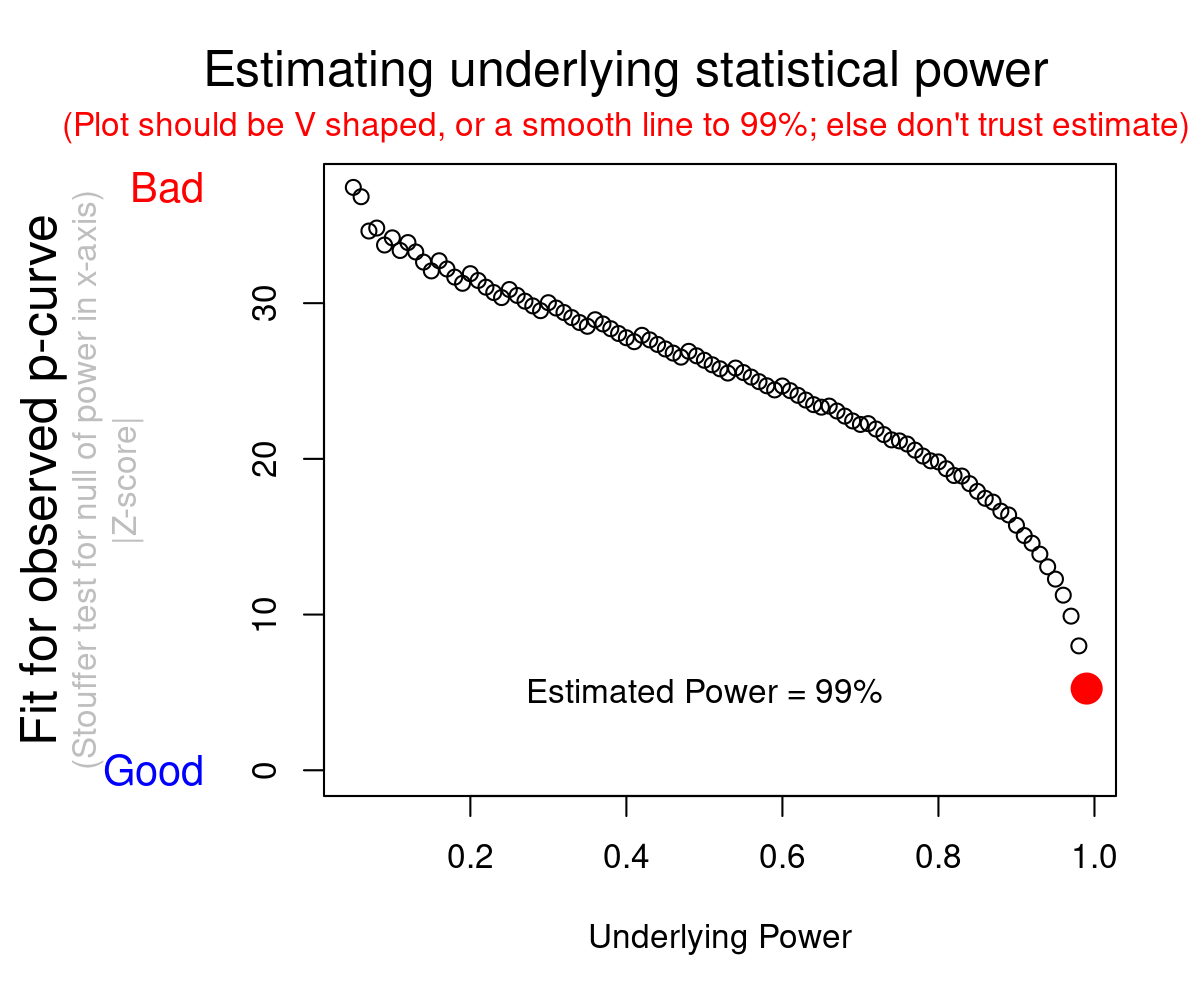 Estimating underlying statistical power
(Plot should be V shaped, or a smooth line to 99%; else don't trust estimate)
Bad
Good
Fit for observed p-curve
(Stouffer test for null of power in x-axis)
|Z-score|
30
20
10
0
Estimated Power = 99%
0.2
0.4
0.6
0.8
1.0
Underlying Power